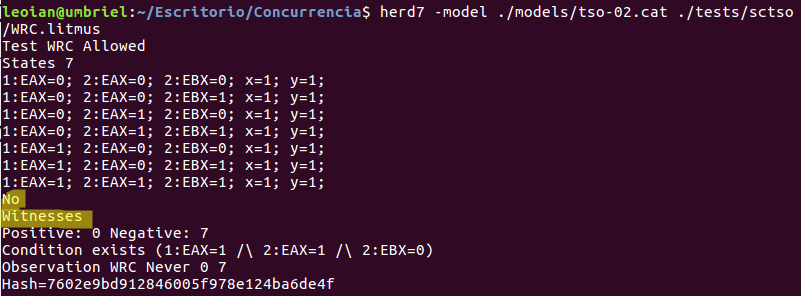 leoian@umbriel:~/Escritorio/Concurrencia$ herd7 -model ./models/tso-02.cat ./tests/sctso
/WRC.litmus
Test WRC Allowed
States 7
1:EAX=0; 2:EAX=0; 2:EBX=0; x=1; y=1;
1:EAX=0; 2:EAX=0; 2:EBX=1; x=1; y=1;
1:EAX=0; 2:EAX=1; 2:EBX=0; x=1; y=1;
1:EAX=0; 2:EAX=1; 2:EBX=1; x=1; y=1;
1:EAX=1; 2:EAX=0; 2:EBX=0; x=1; y=1;
1:EAX=1; 2:EAX=0; 2:EBX=1; x=1; y=1;
1:EAX=1; 2:EAX=1; 2:EBX=1; x=1; y=1;
No
Witnesses
Positive: 0 Negative: 7
Condition exists (1:EAX=1 /\ 2:EAX=1 /\ 2:EBX=0)
Observation WRC Never 0 7
Hash=7602e9bd912846005f978e124ba6de4f